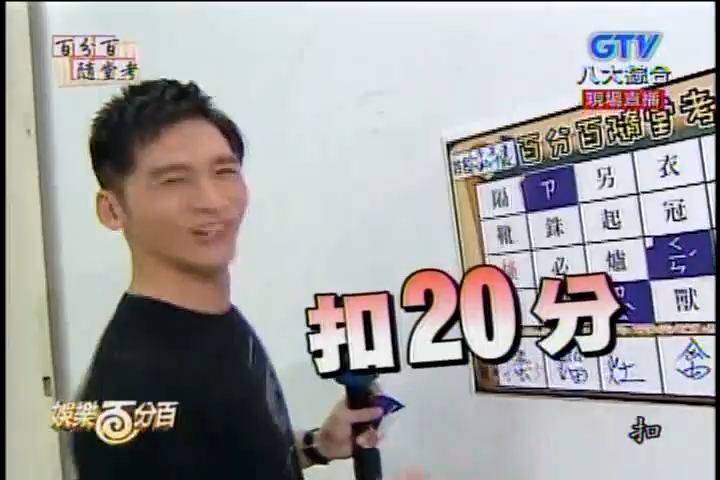 百分百
隨堂考
GTV
八大綜合
現場直播
百分百隨堂考
ㄗ 另 衣
銖 起 冠
必 爐
獸
扣20分
灶
娛樂百分百
扣